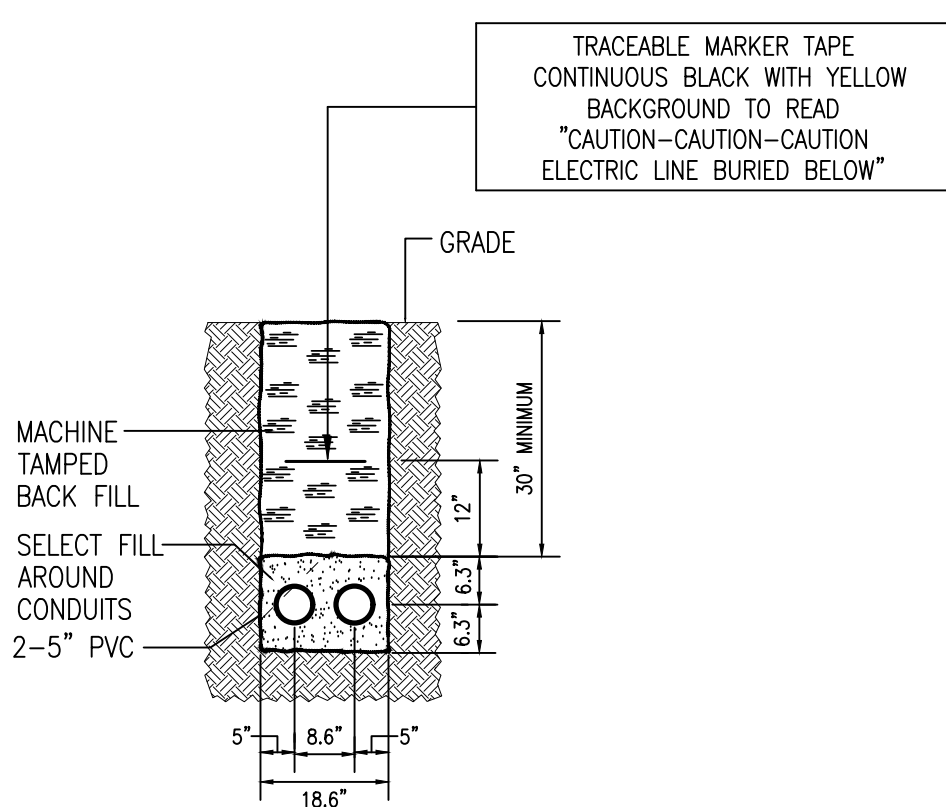 TRACEABLE MARKER TAPE
CONTINUOUS BLACK WITH YELLOW
BACKGROUND TO READ
"CAUTION-CAUTION-CAUTION
ELECTRIC LINE BURIED BELOW"
GRADE
MACHINE
TAMPED
BACK FILL
SELECT FILL
AROUND
CONDUITS
2-5" PVC
30" MINIMUM
12"
6.3"
6.3"
5"
8.6"
5"
18.6"